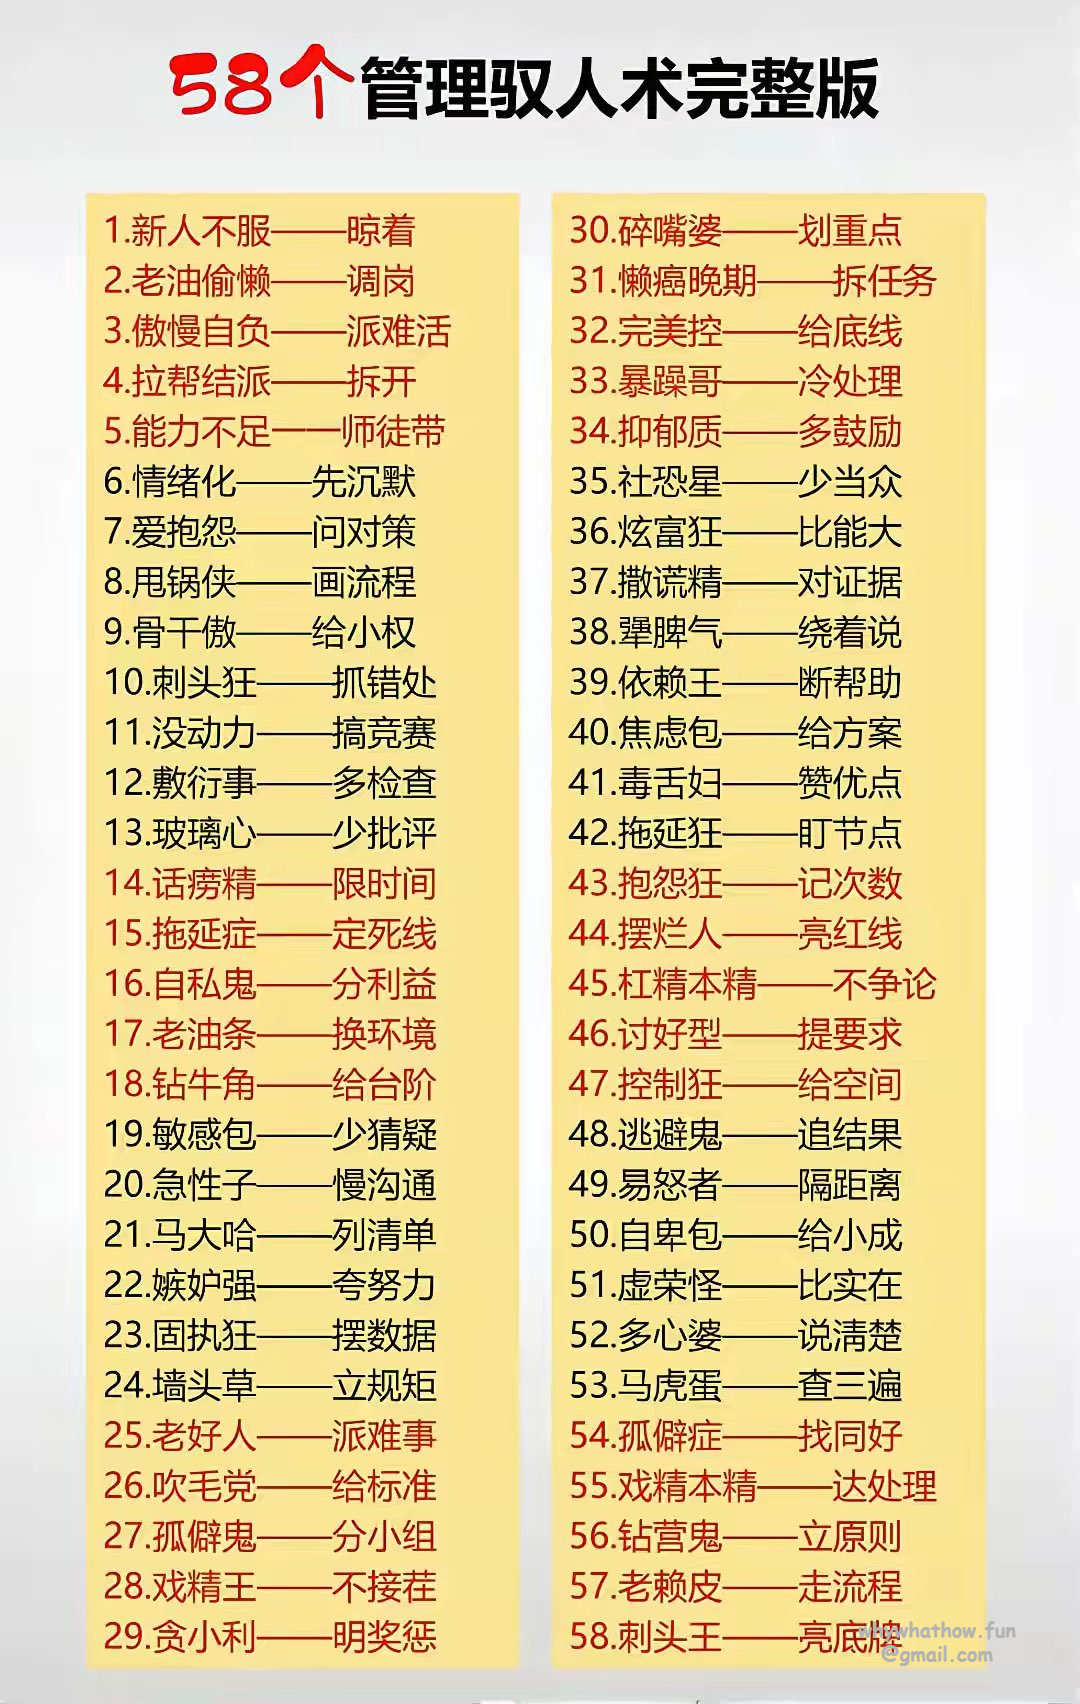 58个管理驭人术完整版
1.新人不服——晾着
2.老油偷懒——调岗
3.傲慢自负——派难活
4.拉帮结派——拆开
5.能力不足一一师徒带
6.情绪化——先沉默
7.爱抱怨——问对策
8.甩锅侠——画流程
9.骨干傲——给小权
10.刺头狂——抓错处
11.没动力——搞竞赛
12.敷衍事——多检查
13.玻璃心——少批评
14.话痨精——限时间
15.拖延症——定死线
16.自私鬼——分利益
17.老油条——换环境
18.钻牛角——给台阶
19.敏感包——少猜疑
20.急性子——慢沟通
21.马大哈——列清单
22.嫉妒强——夸努力
23.固执狂——摆数据
24.墙头草——立规矩
25.老好人——派难事
26.吹毛党——给标准
27.孤僻鬼——分小组
28.戏精王——不接茬
29.贪小利——明奖惩
30.碎嘴婆——划重点
31.懒癌晚期——拆任务
32.完美控——给底线
33.暴躁哥——冷处理
34.抑郁质——多鼓励
35.社恐星——少当众
36.炫富狂——比能大
37.撒谎精——对证据
38.犟脾气——绕着说
39.依赖王——断帮助
40.焦虑包——给方案
41.毒舌妇——赞优点
42.拖延狂——盯节点
43.抱怨狂——记次数
44.摆烂人——亮红线
45.杠精本精——不争论
46.讨好型——提要求
47.控制狂——给空间
48.逃避鬼——追结果
49.易怒者——隔距离
50.自卑包——给小成
51.虚荣怪——比实在
52.多心婆——说清楚
53.马虎蛋——查三遍
54.孤僻症——找同好
55.戏精本精——达处理
56.钻营鬼——立原则
57.老赖皮——走流程
58.刺头王——亮底牌
whywhathow.fun
@gmail.com